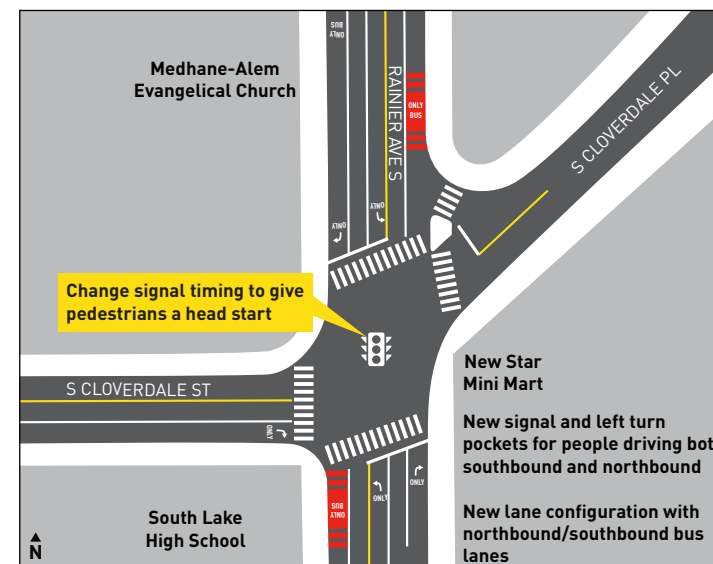 BUS
ONLY
Medhane-Alem
Evangelical Church
RAINIER AVE S
ONLY
BUS
S CLOVERDALE PL
ONLY
ONLY
Change signal timing to give
pedestrians a head start
S CLOVERDALE ST
ONLY
New Star
Mini Mart
New signal and left turn
pockets for people driving bot
southbound and northbound
New lane configuration with
northbound/southbound bus
lanes
ONLY
BUS
ONLY
ONLY
South Lake
High School
N